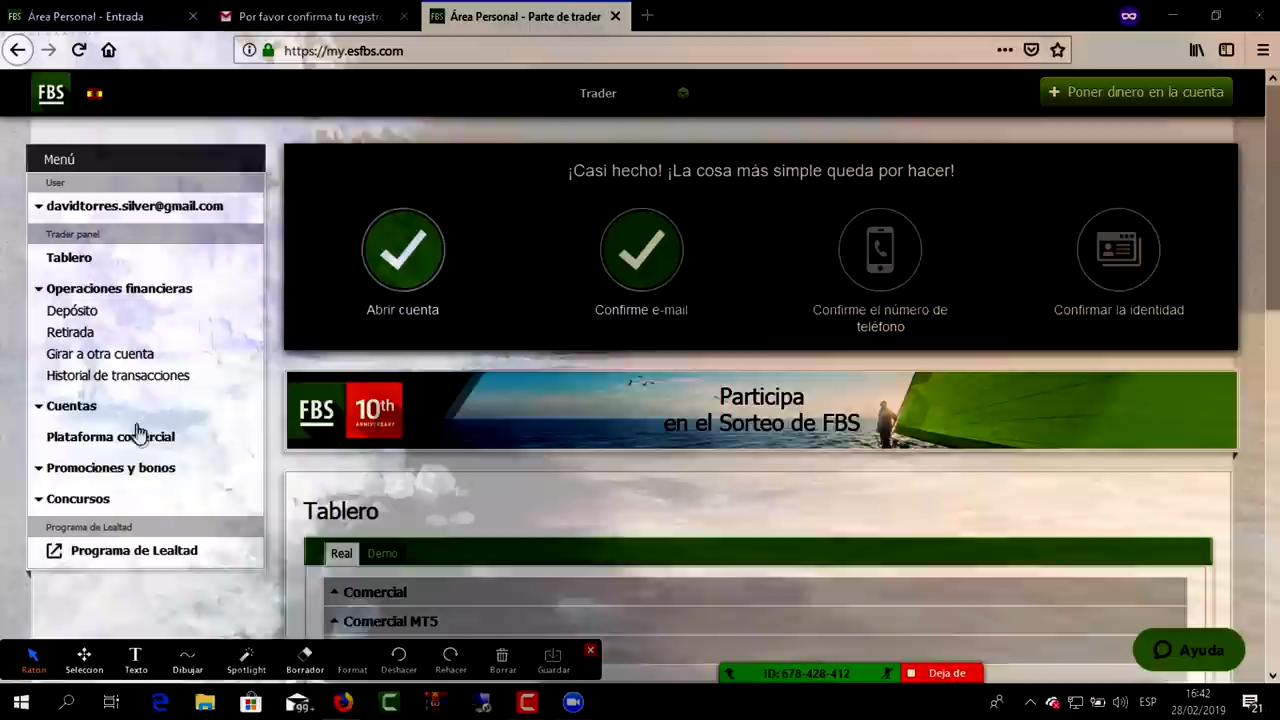 FBS Área Personal - Entrada
Por favor confirma tu registro
FBS Área Personal - Parte de trader
https://my.esfbs.com
FBS
Trader
+ Poner dinero en la cuenta
Menú
User
davidtorres.silver@gmail.com
Trader panel
Tablero
Operaciones financieras
Depósito
Retirada
Girar a otra cuenta
Historial de transacciones
Cuentas
Plataforma comercial
Promociones y bonos
Concursos
Programa de Lealtad
Programa de Lealtad
¡Casi hecho! ¡La cosa más simple queda por hacer!
Abrir cuenta
Confirme e-mail
Confirme el número de
teléfono
Confirmar la identidad
FBS 10th
ANNIVERSARY
Participa
en el Sorteo de FBS
Tablero
Real Demo
Comercial
Comercial MT5
Ayuda
Ratón Selección Texto Dibujar Spotlight Borrador Format Deshacer Rehacer Borrar Guardar
ID: 678-428-412
Deja de
99+
ESP
16:42
28/02/2019
21